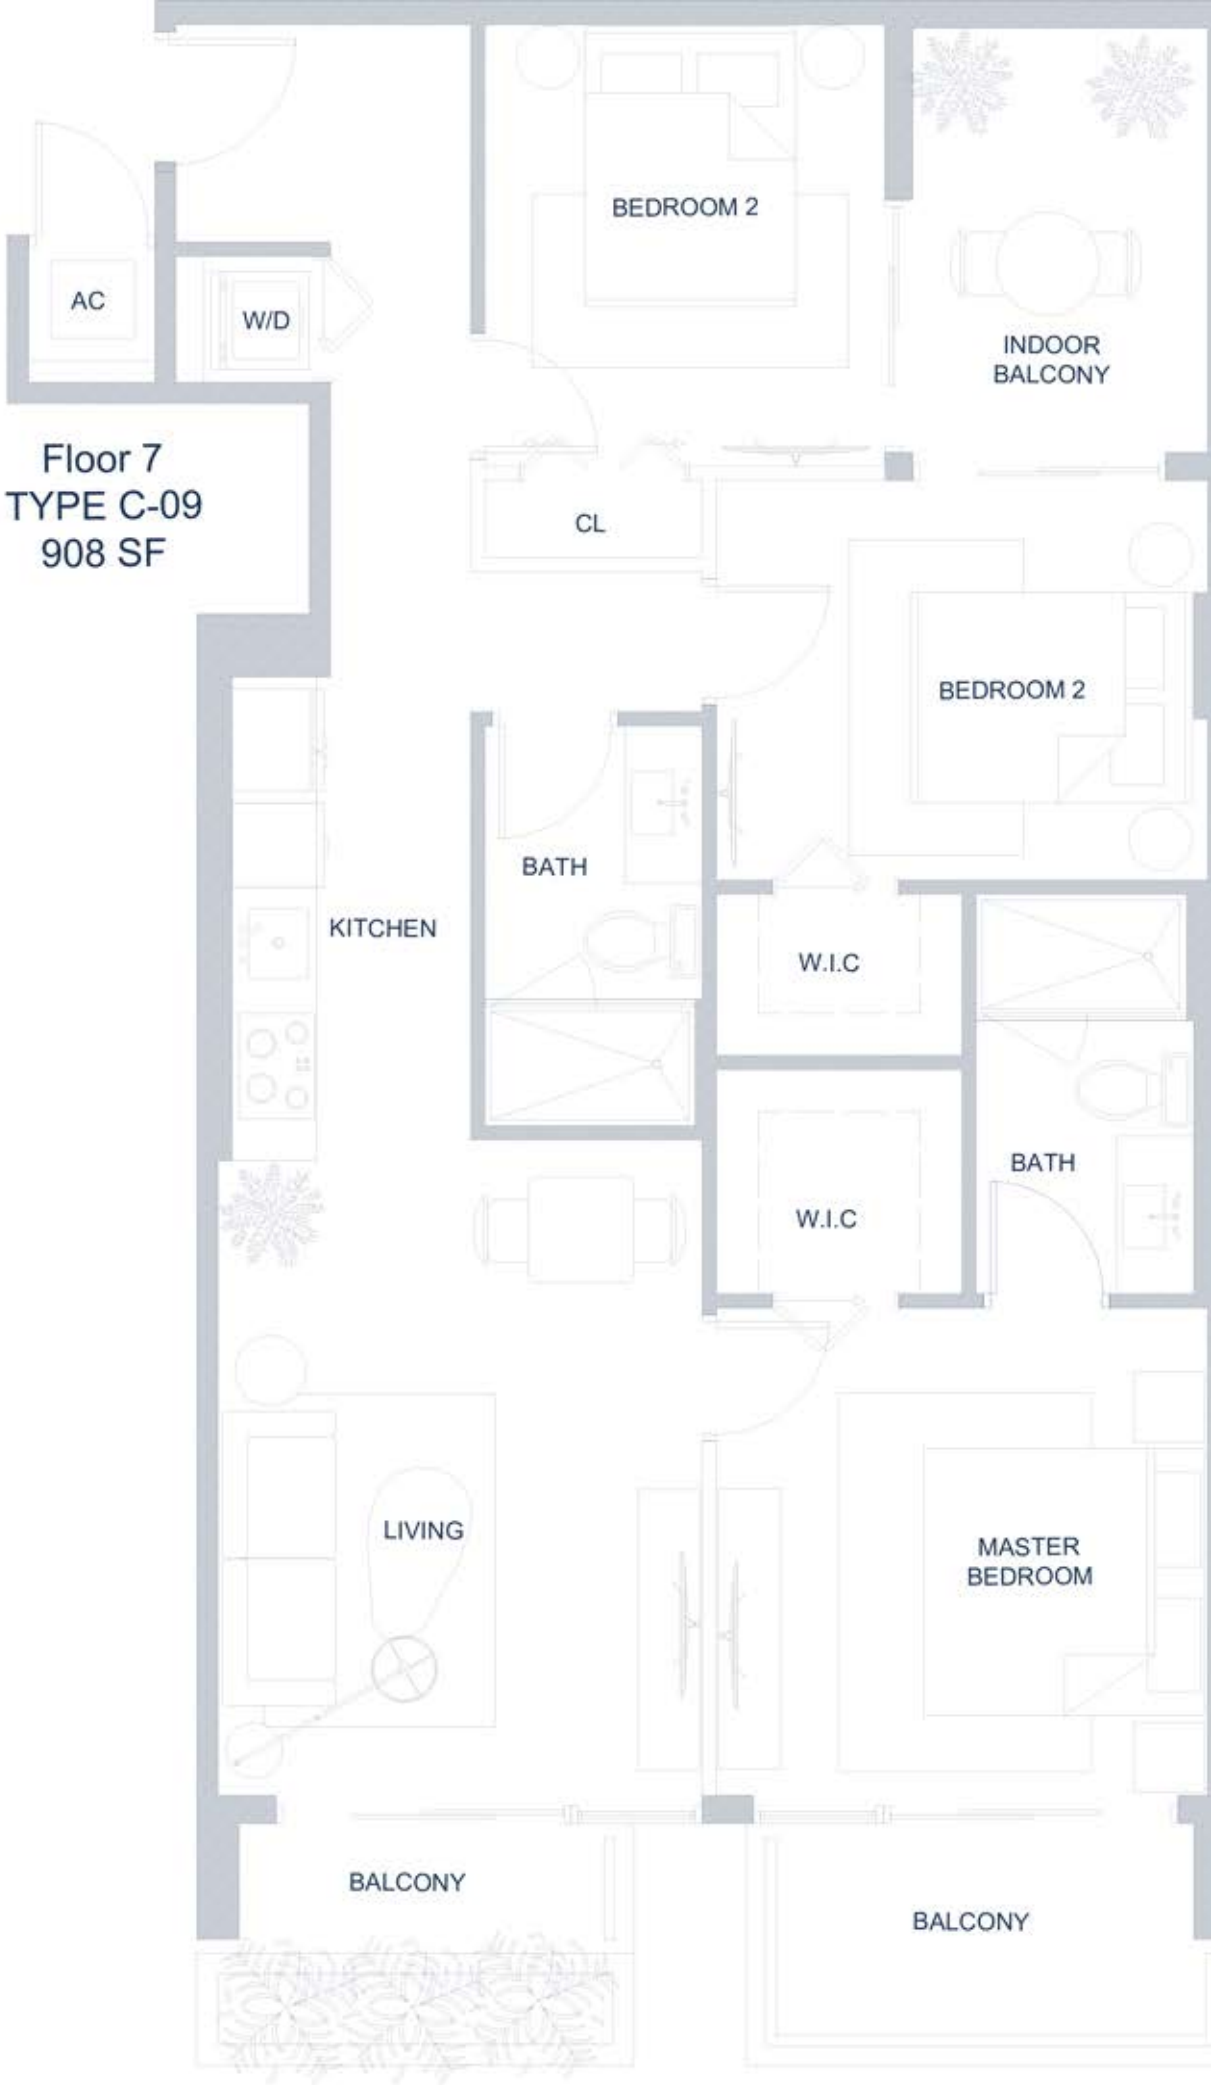 BEDROOM 2
AC
W/D
INDOOR
BALCONY
Floor 7
TYPE C-09
908 SF
CL
BEDROOM 2
BATH
KITCHEN
W.I.C
BATH
W.I.C
LIVING
MASTER
BEDROOM
BALCONY
BALCONY